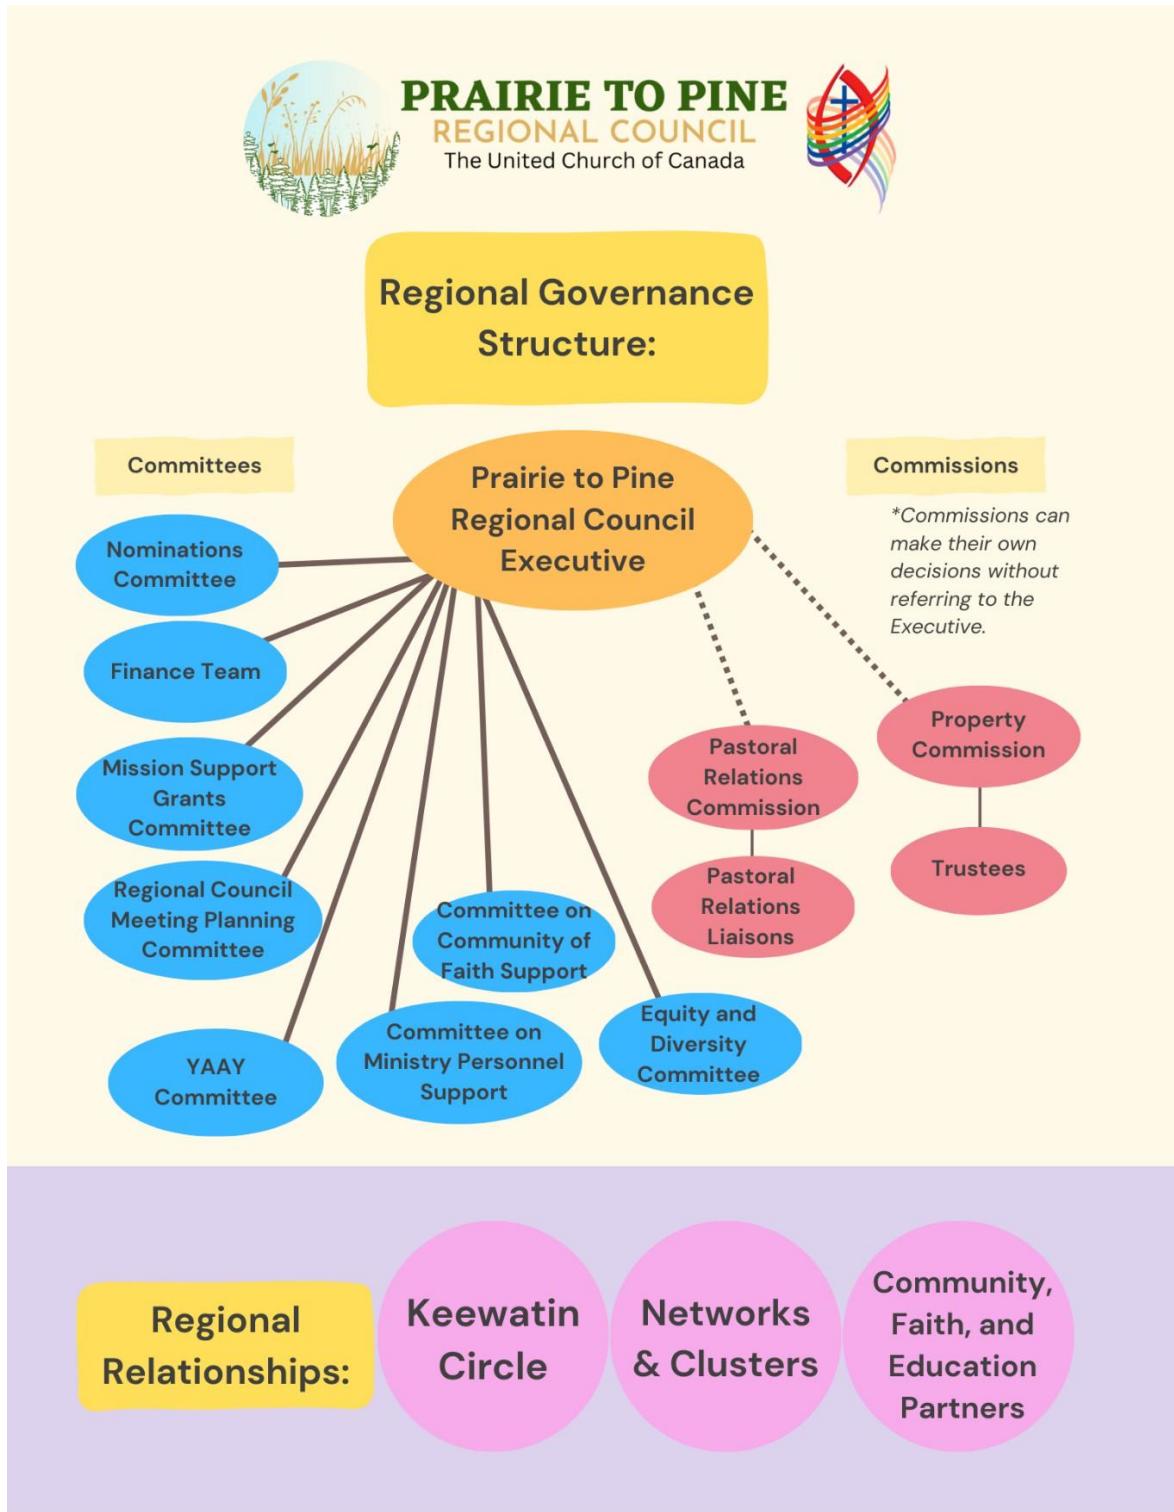 PRAIRIE TO PINE
REGIONAL COUNCIL
The United Church of Canada
Regional Governance
Structure:
Committees
Prairie to Pine
Regional Council
Executive
Commissions
*Commissions can
make their own
decisions without
referring to the
Executive.
Nominations
Committee
Finance Team
Mission Support
Grants
Committee
Regional Council
Meeting Planning
Committee
YAAY
Committee
Committee on
Ministry Personnel
Support
Committee on
Community of
Faith Support
Equity and
Diversity
Committee
Pastoral
Relations
Commission
Pastoral
Relations
Liaisons
Property
Commission
Trustees
Regional
Relationships:
Keewatin
Circle
Networks
& Clusters
Community,
Faith, and
Education
Partners